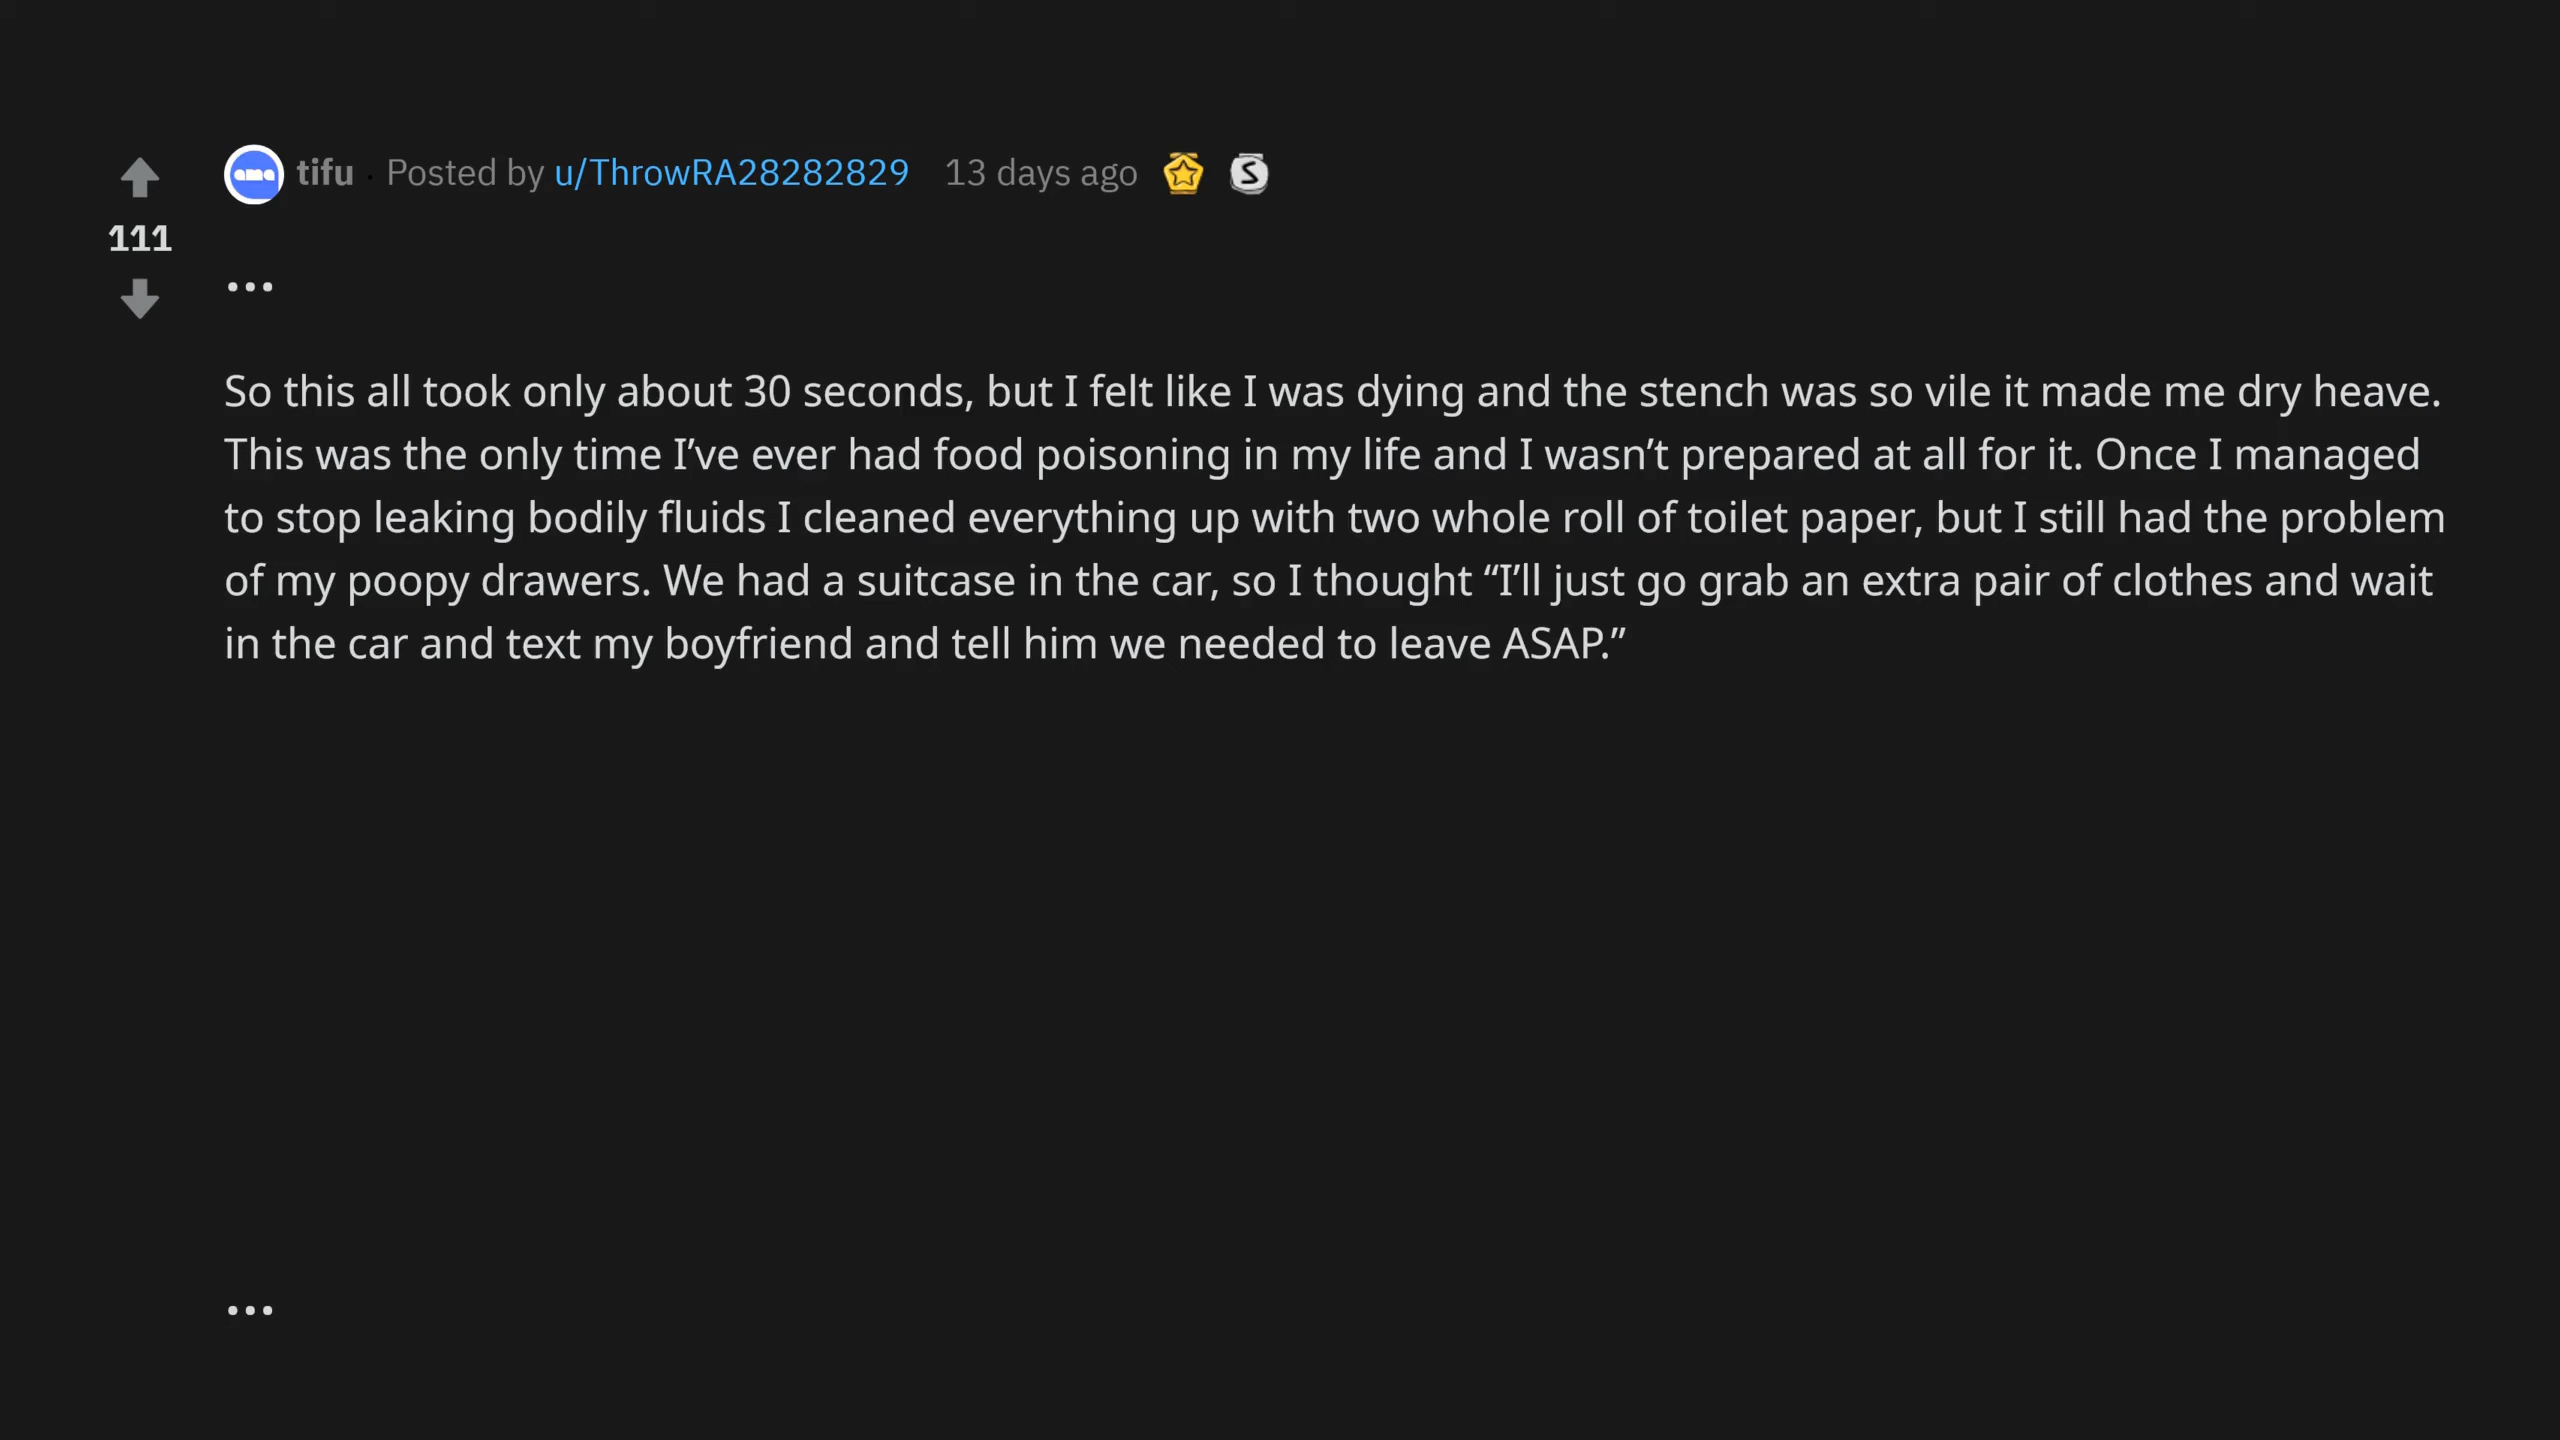 ama tifu · Posted by u/ThrowRA28282829 13 days ago S
111
...
So this all took only about 30 seconds, but I felt like I was dying and the stench was so vile it made me dry heave.
This was the only time I’ve ever had food poisoning in my life and I wasn’t prepared at all for it. Once I managed
to stop leaking bodily fluids I cleaned everything up with two whole roll of toilet paper, but I still had the problem
of my poopy drawers. We had a suitcase in the car, so I thought “I’ll just go grab an extra pair of clothes and wait
in the car and text my boyfriend and tell him we needed to leave ASAP.”
...